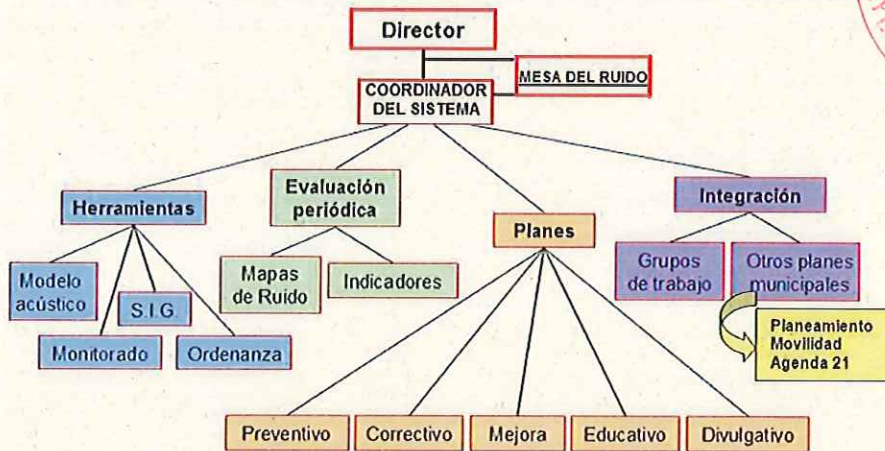 Director
MESA DEL RUIDO
COORDINADOR
DEL SISTEMA
Herramientas
Evaluación
periódica
Planes
Integración
Modelo
acústico
S.I.G.
Monitorado
Ordenanza
Mapas
de Ruido
Indicadores
Grupos
de trabajo
Otros planes
municipales
Planeamiento
Movilidad
Agenda 21
Preventivo
Correctivo
Mejora
Educativo
Divulgativo